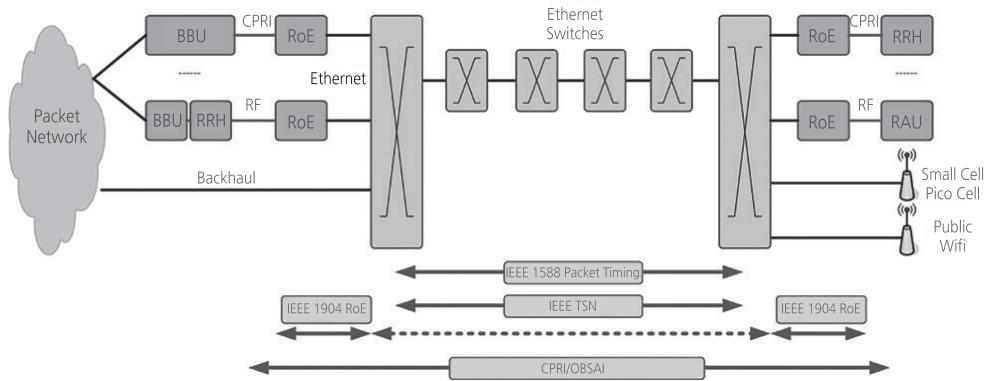 Ethernet
Switches
BBU
CPRI
RoE
RoE
CPRI
RRH
------
Ethernet
------
Packet
Network
BBU
RRH
RF
RoE
RoE
RF
RAU
Backhaul
Small Cell
Pico Cell
Public
Wifi
IEEE 1588 Packet Timing
IEEE 1904 RoE
IEEE TSN
IEEE 1904 RoE
CPRI/OBSAI